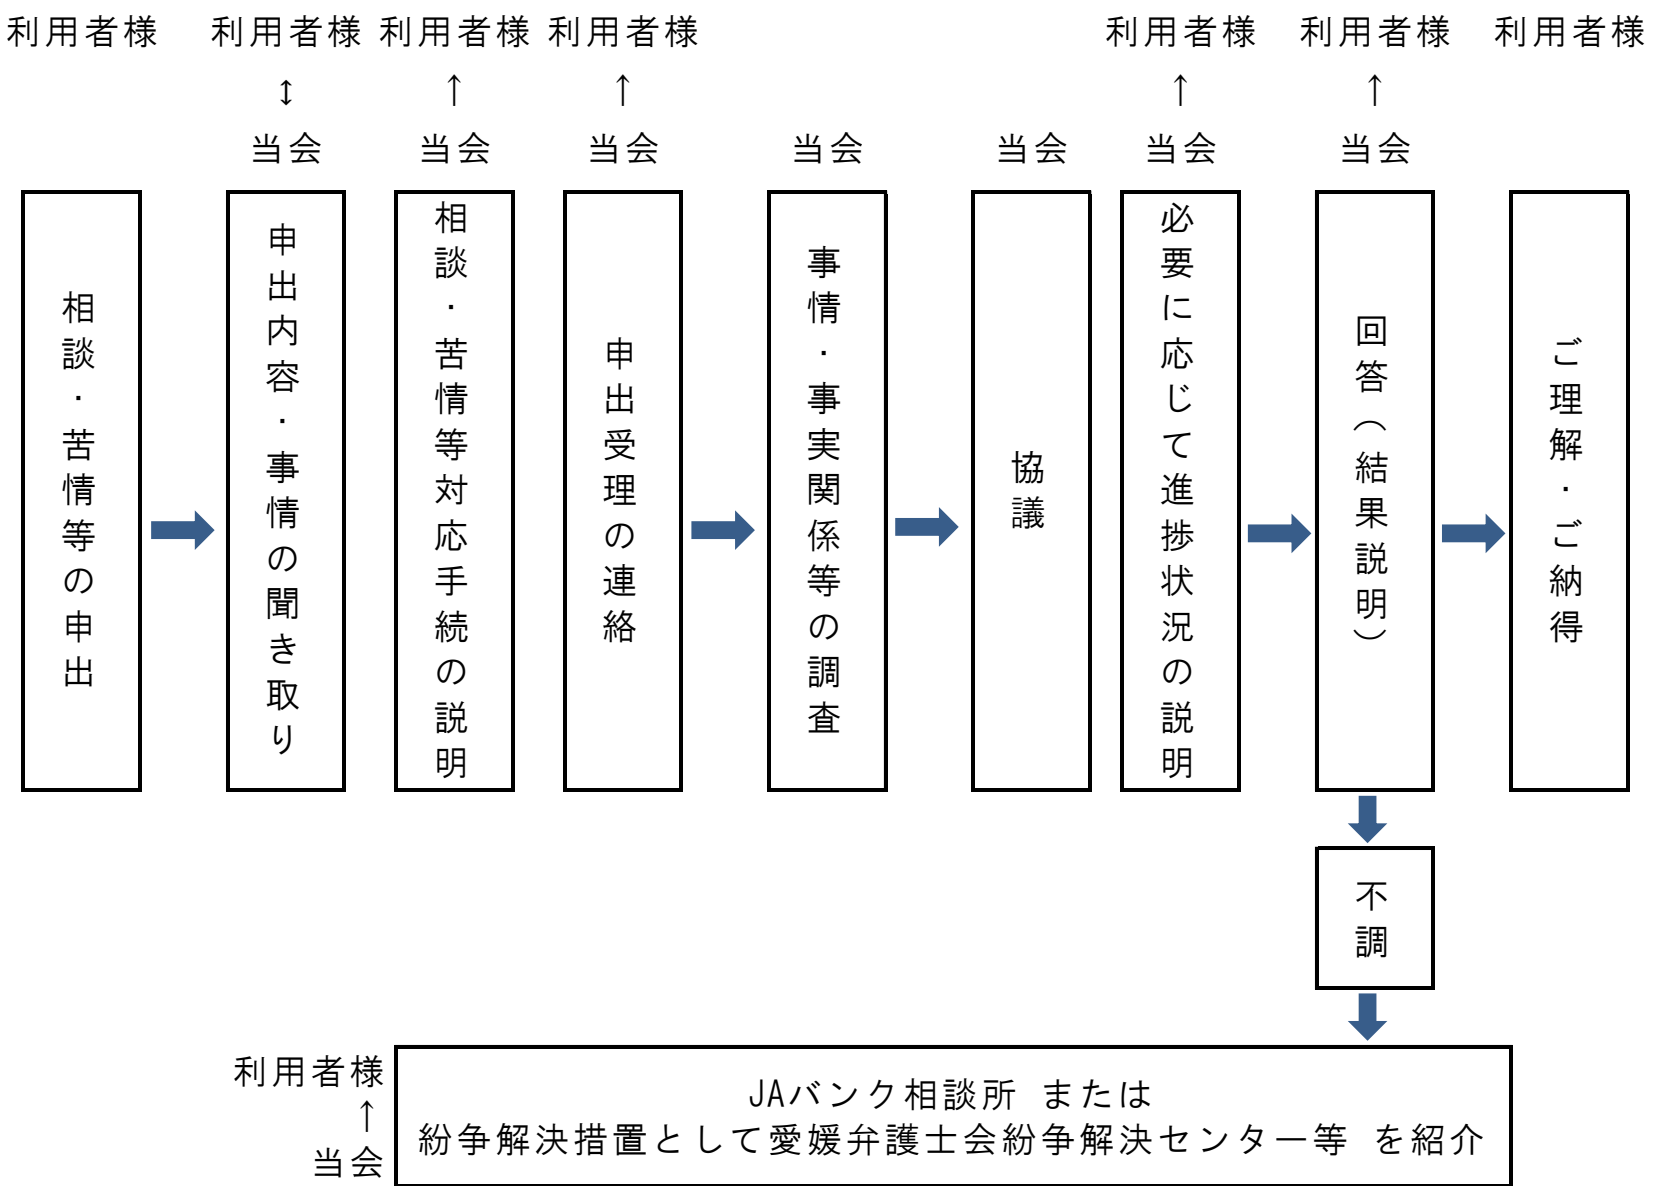 利用者様 利用者様 利用者様 利用者様 利用者様 利用者様 利用者様
↕ ↑ ↑ ↑ ↑
当会 当会 当会 当会 当会 当会 当会
相談・苦情等の申出
申出内容・事情の聞き取り
相談・苦情等対応手続の説明
申出受理の連絡
事情・事実関係等の調査
協議
必要に応じて進捗状況の説明
回答（結果説明）
ご理解・ご納得
不調
利用者様
↑
当会
JAバンク相談所 または
紛争解決措置として愛媛弁護士会紛争解決センター等 を紹介